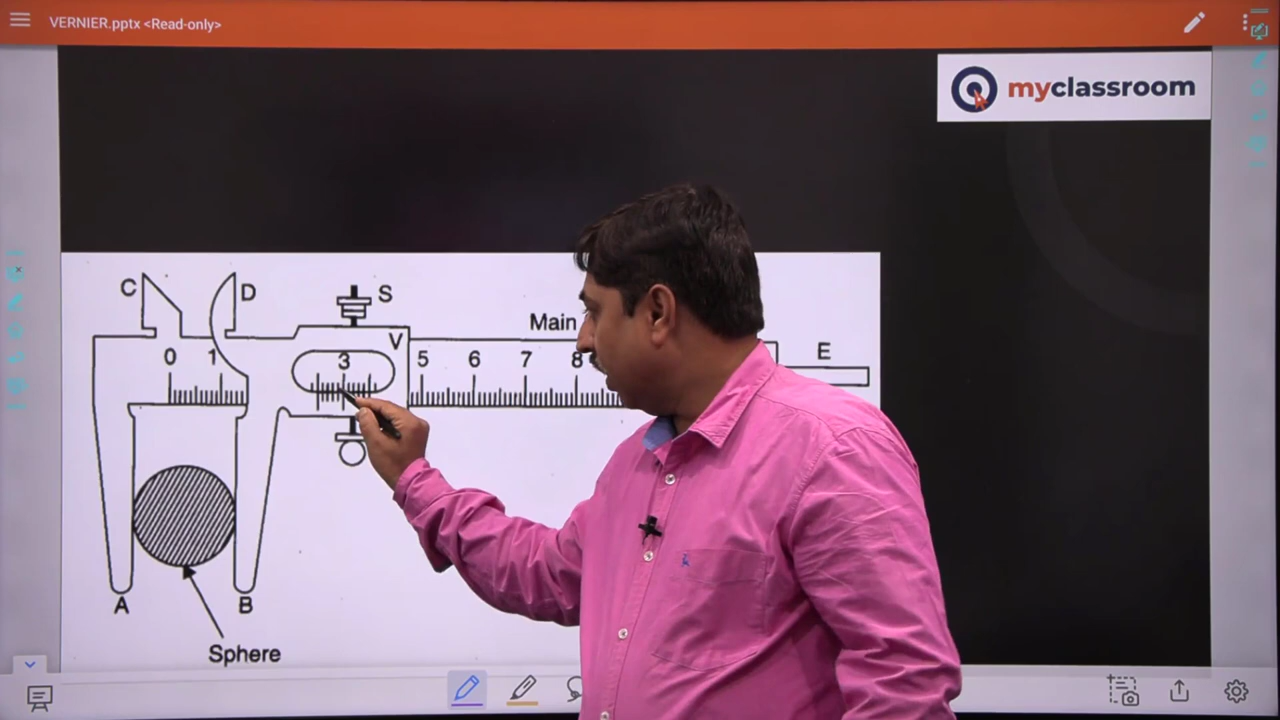 VERNIER.pptx <Read-only>
myclassroom
C
D
S
Main
V
E
0 1 3 5 6 7 8
A
B
Sphere